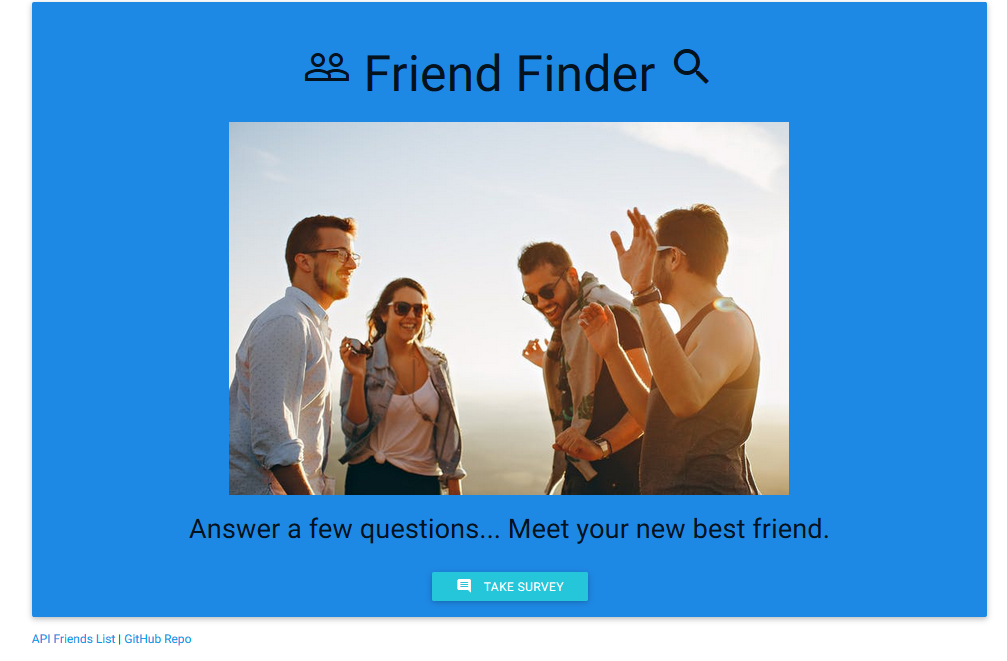 Friend Finder
Answer a few questions... Meet your new best friend.
TAKE SURVEY
API Friends List | GitHub Repo